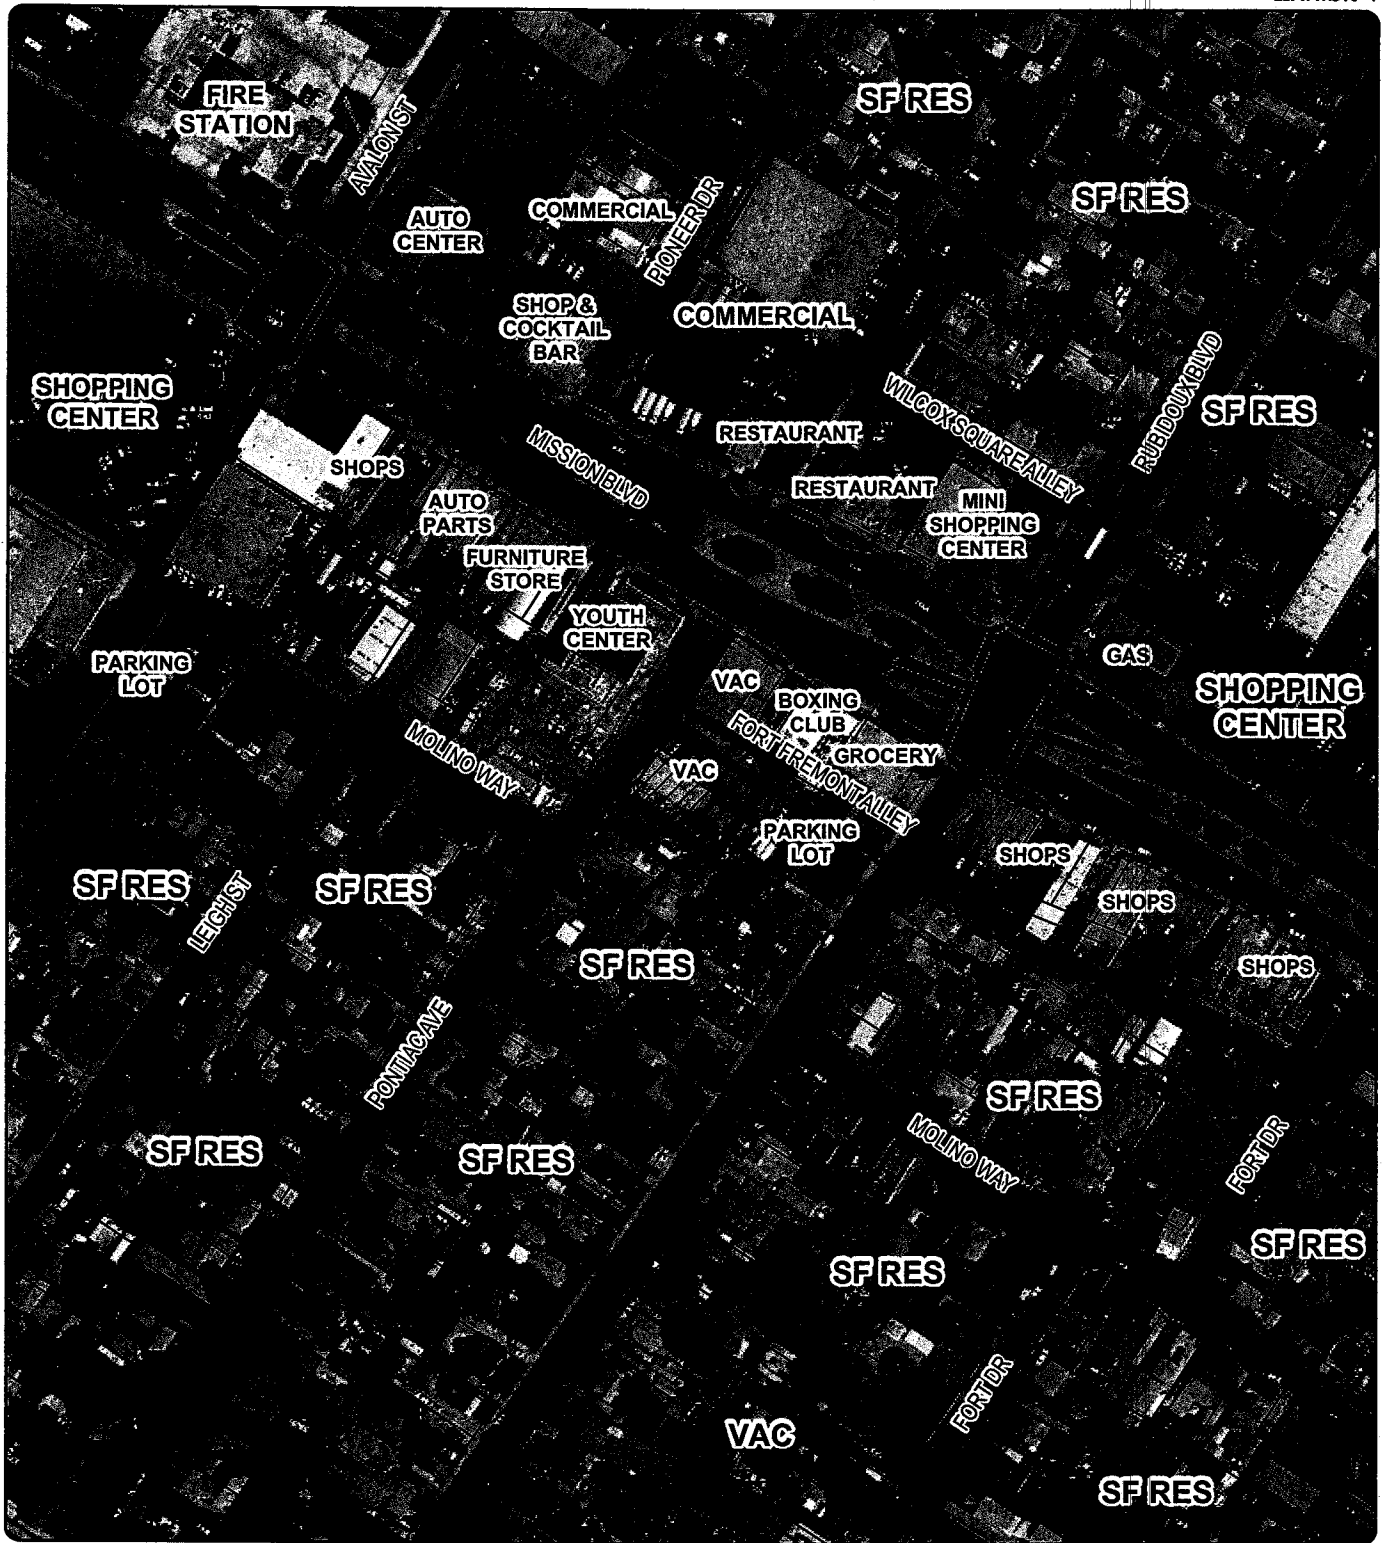 FIRE
STATION
AVALON ST
SF RES
SF RES
AUTO
CENTER
COMMERCIAL
PIONEER DR
SHOP &
COCKTAIL
BAR
COMMERCIAL
SHOPPING
CENTER
WILCOX SQUARE ALLEY
RUBIDOUX BLVD
SF RES
SHOPS
MISSION BLVD
RESTAURANT
RESTAURANT
MINI
SHOPPING
CENTER
AUTO
PARTS
FURNITURE
STORE
YOUTH
CENTER
PARKING
LOT
GAS
SHOPPING
CENTER
VAC
BOXING
CLUB
GROCERY
FORT FREMONT ALLEY
MOLINO WAY
VAC
PARKING
LOT
SHOPS
SHOPS
SHOPS
SF RES
LEIGH ST
SF RES
SF RES
PONTIAC AVE
SF RES
SF RES
SF RES
MOLINO WAY
FORT DR
SF RES
SF RES
FORT DR
VAC
SF RES